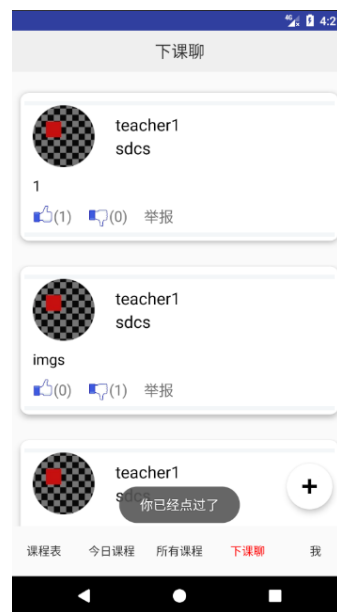 4G 4:2
下课聊
teacher1
sdcs
1
(1) (0) 举报
teacher1
sdcs
imgs
(0) (1) 举报
teacher1
+
你已经点过了
课程表 今日课程 所有课程 下课聊 我